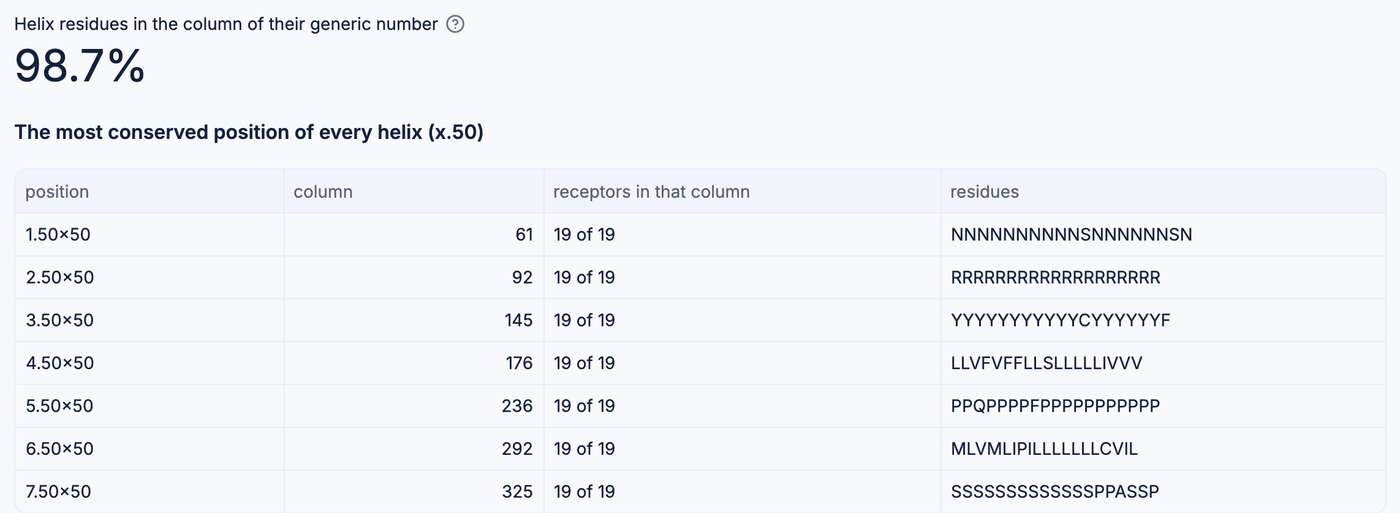 Helix residues in the column of their generic number ?
98.7%
The most conserved position of every helix (x.50)
position column receptors in that column residues
1.50×50 61 19 of 19 NNNNNNNNNNNSNNNNNNSN
2.50×50 92 19 of 19 RRRRRRRRRRRRRRRRRRR
3.50×50 145 19 of 19 YYYYYYYYYYYCYYYYYYF
4.50×50 176 19 of 19 LLVFVFFLLSLLLLLIVVV
5.50×50 236 19 of 19 PPQPPPPFPPPPPPPPPPP
6.50×50 292 19 of 19 MLVMLIPILLLLLLLCVIL
7.50×50 325 19 of 19 SSSSSSSSSSSSSPPASSP